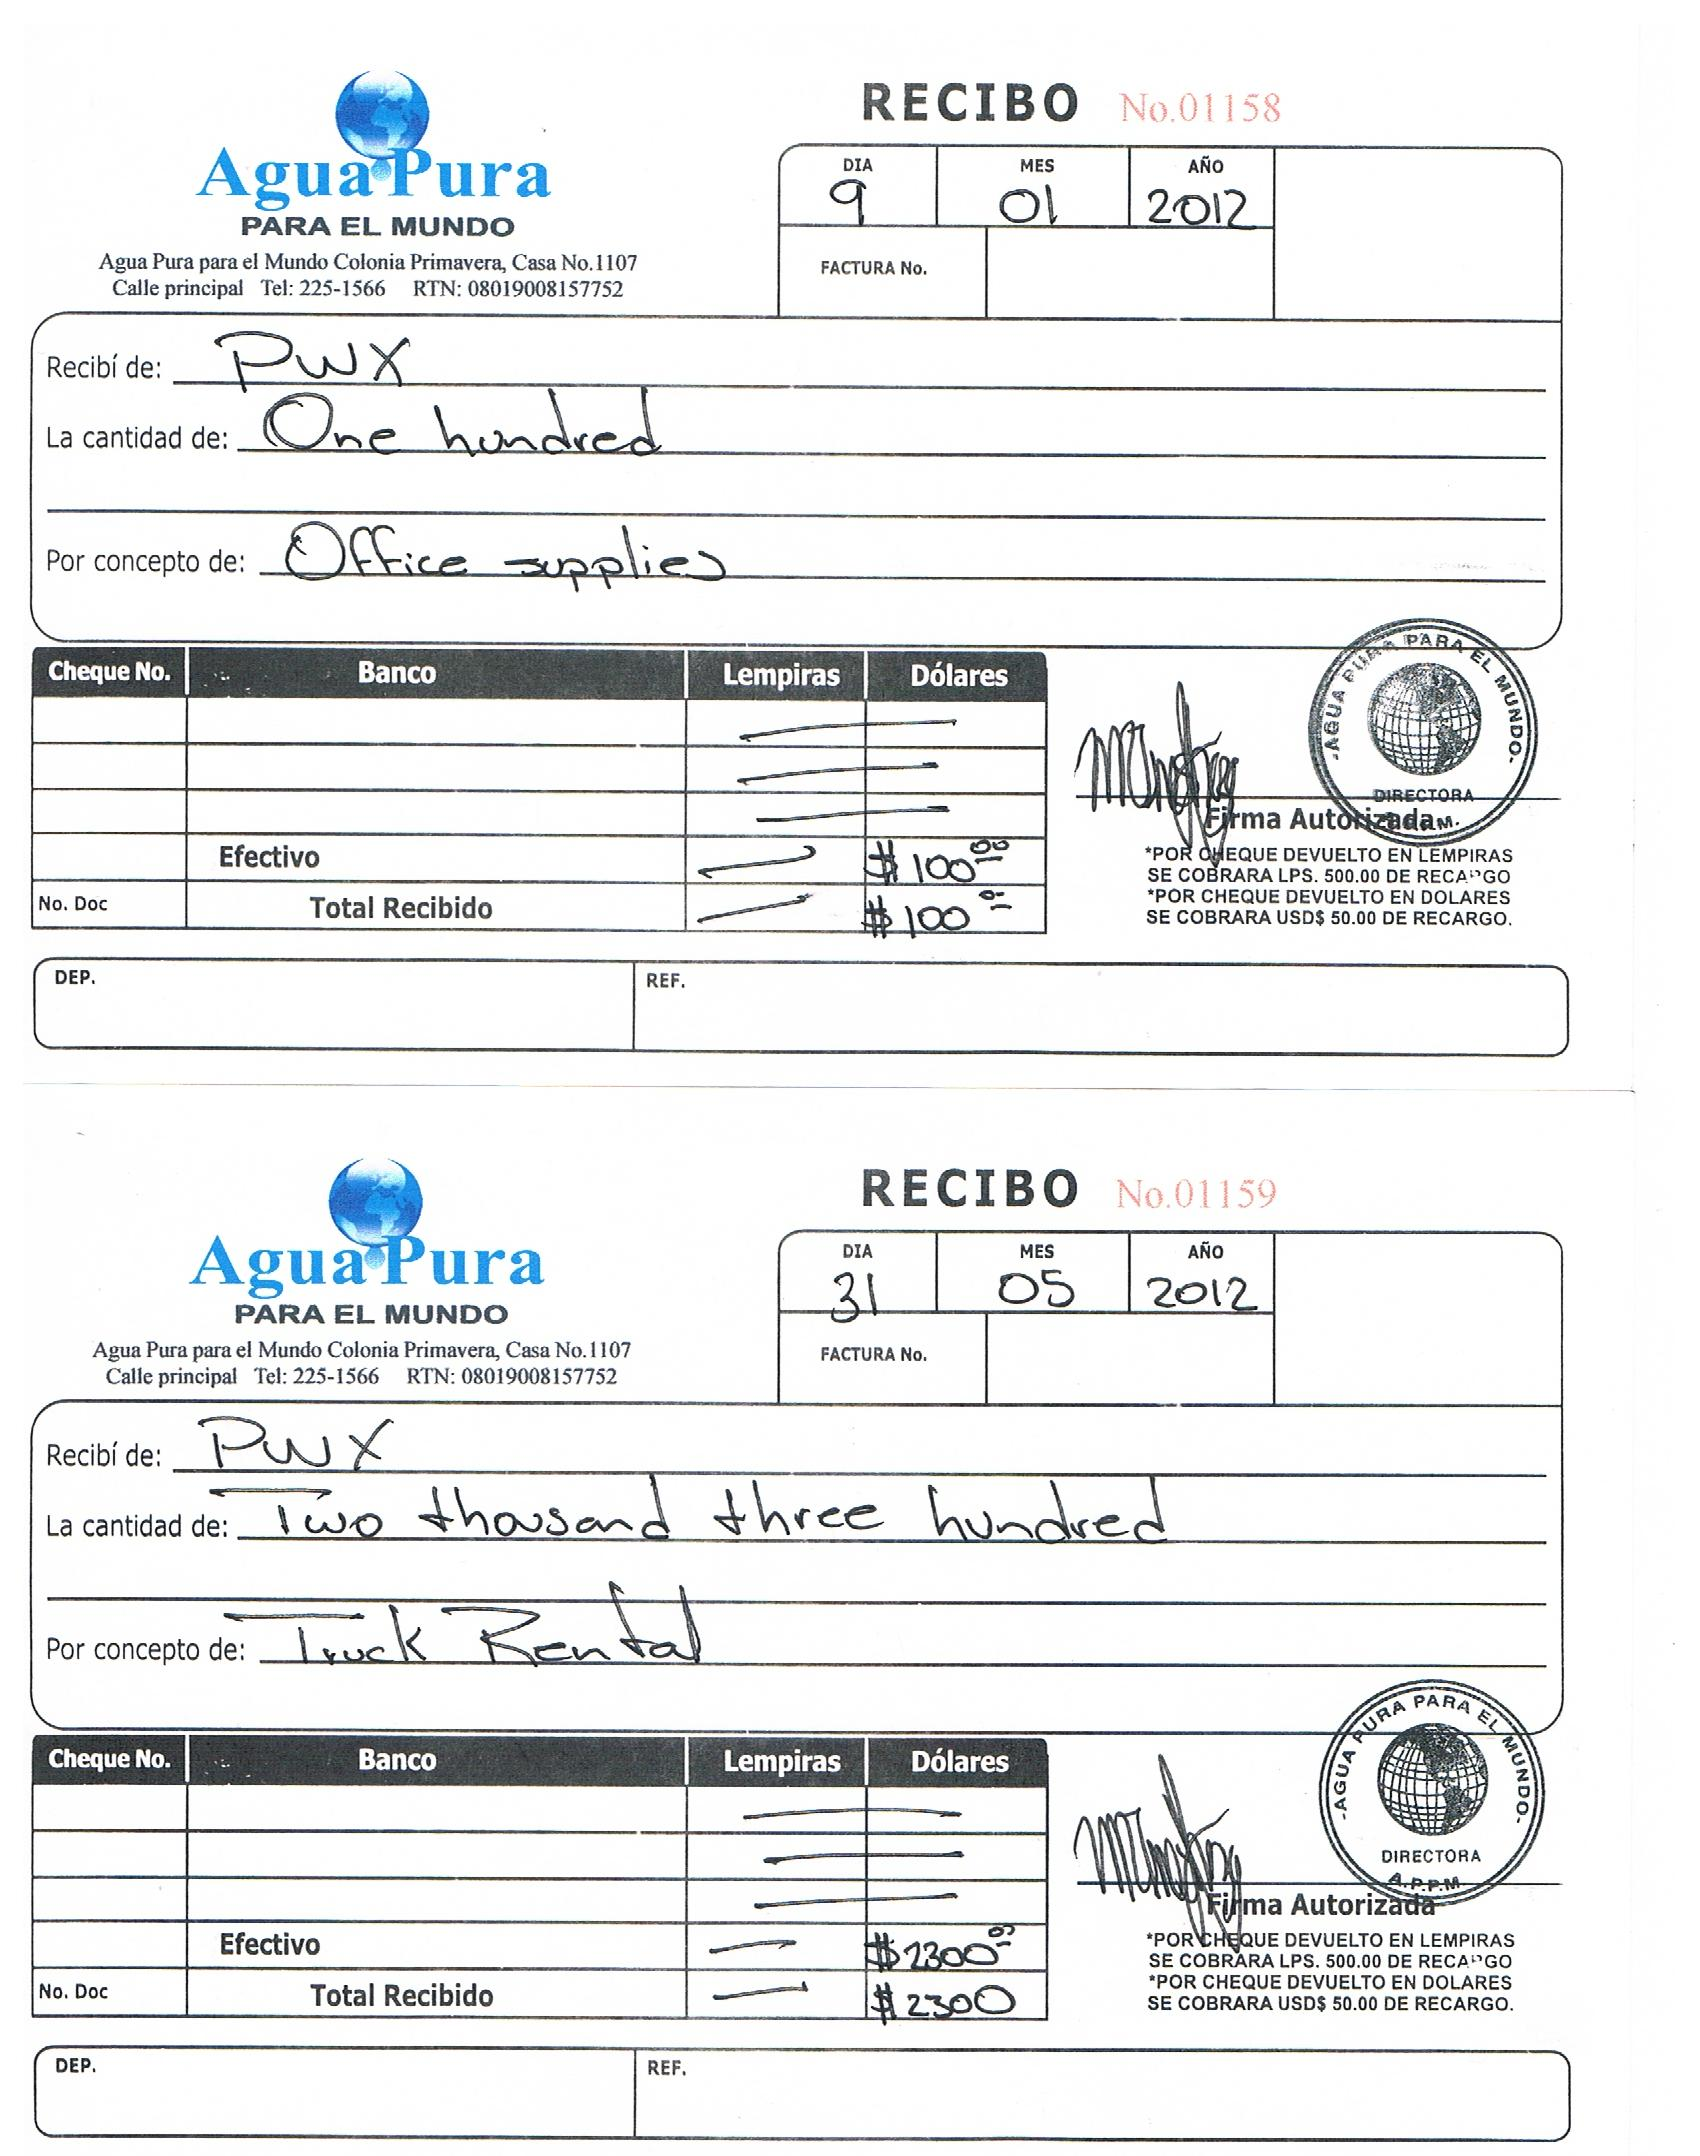 RECIBO No.01158
Agua Pura
PARA EL MUNDO
Agua Pura para el Mundo Colonia Primavera, Casa No.1107
Calle principal Tel: 225-1566 RTN: 08019008157752
DIA MES AÑO
9 01 2012
FACTURA No.
Recibí de: PWX
La cantidad de: One hundred
Por concepto de: Office supplies
Cheque No. Banco Lempiras Dólares
Efectivo $ 100
No. Doc Total Recibido $ 100
-AGUA PURA PARA EL MUNDO-
DIRECTORA
Firma Autorizada
*POR CHEQUE DEVUELTO EN LEMPIRAS
SE COBRARA LPS. 500.00 DE RECARGO
*POR CHEQUE DEVUELTO EN DOLARES
SE COBRARA USD$ 50.00 DE RECARGO.
DEP. REF.
RECIBO No.01159
Agua Pura
PARA EL MUNDO
Agua Pura para el Mundo Colonia Primavera, Casa No.1107
Calle principal Tel: 225-1566 RTN: 08019008157752
DIA MES AÑO
31 05 2012
FACTURA No.
Recibí de: PWX
La cantidad de: Two thousand three hundred
Por concepto de: Truck Rental
Cheque No. Banco Lempiras Dólares
Efectivo $ 2300
No. Doc Total Recibido $ 2300
-AGUA PURA PARA EL MUNDO-
DIRECTORA
A.P.P.M.
Firma Autorizada
*POR CHEQUE DEVUELTO EN LEMPIRAS
SE COBRARA LPS. 500.00 DE RECARGO
*POR CHEQUE DEVUELTO EN DOLARES
SE COBRARA USD$ 50.00 DE RECARGO.
DEP. REF.